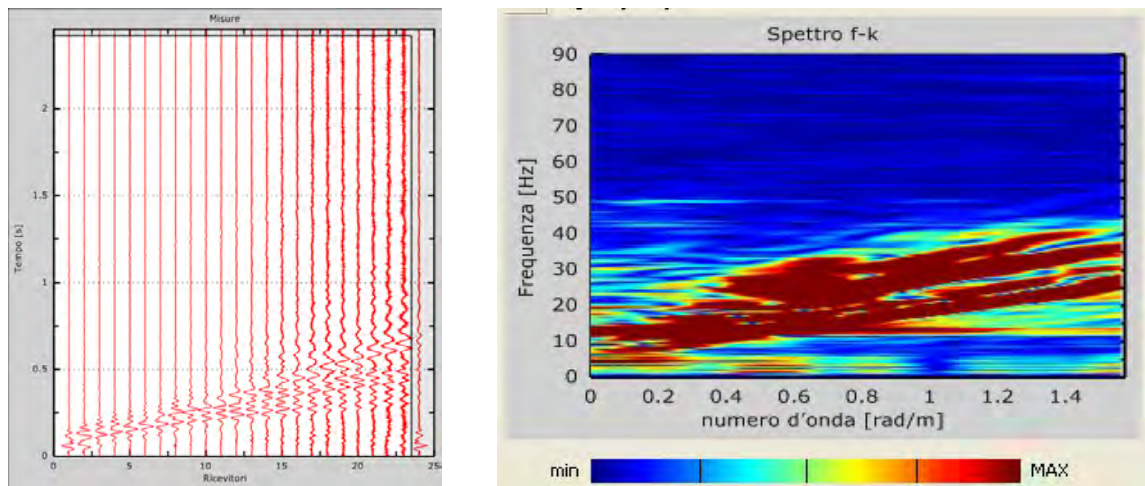 Misure
Tempo [s]
2
1.5
1
0.5
0
0 5 10 15 20 25
Ricevitori
Spettro f-k
Frequenza [Hz]
90
80
70
60
50
40
30
20
10
0
0 0.2 0.4 0.6 0.8 1 1.2 1.4
numero d'onda [rad/m]
min MAX